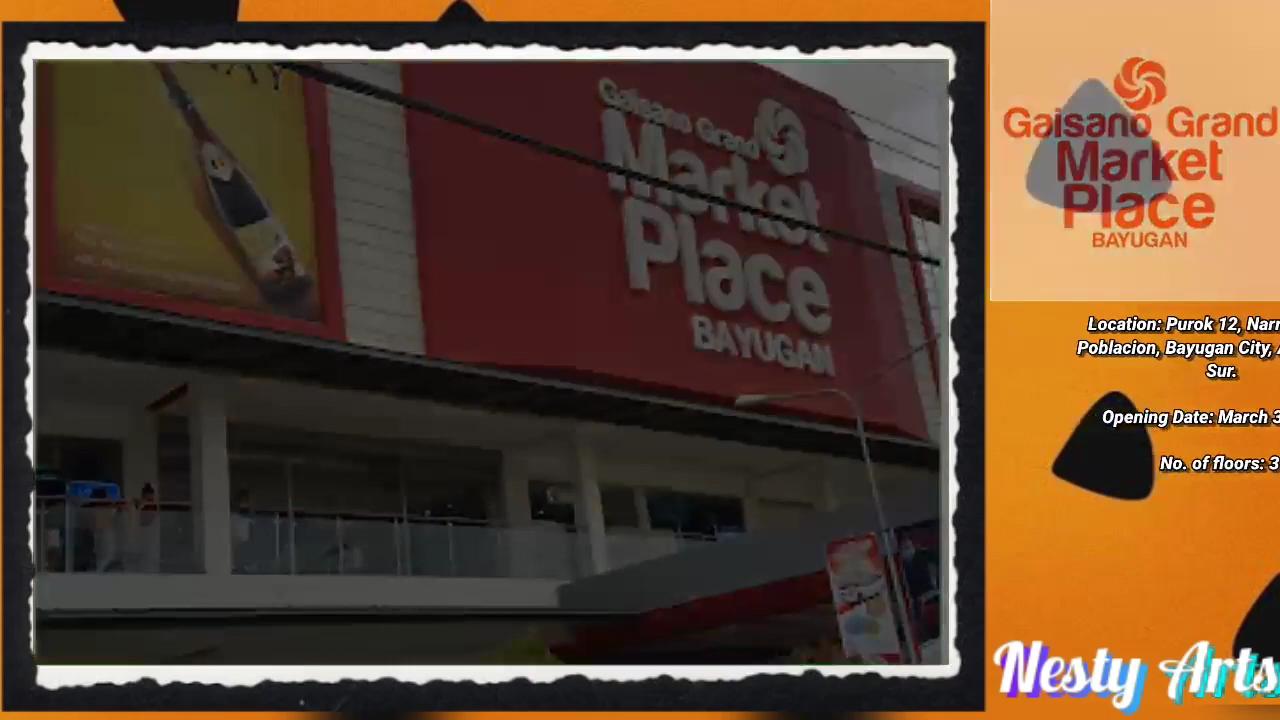 Gaisano Grand
Market
Place
BAYUGAN
Gaisano Grand
Market
Place
BAYUGAN
Location: Purok 12,
Poblacion, Bayugan City,
Sur.
Opening Date: March 3
No. of floors: 3
Nesty Arts